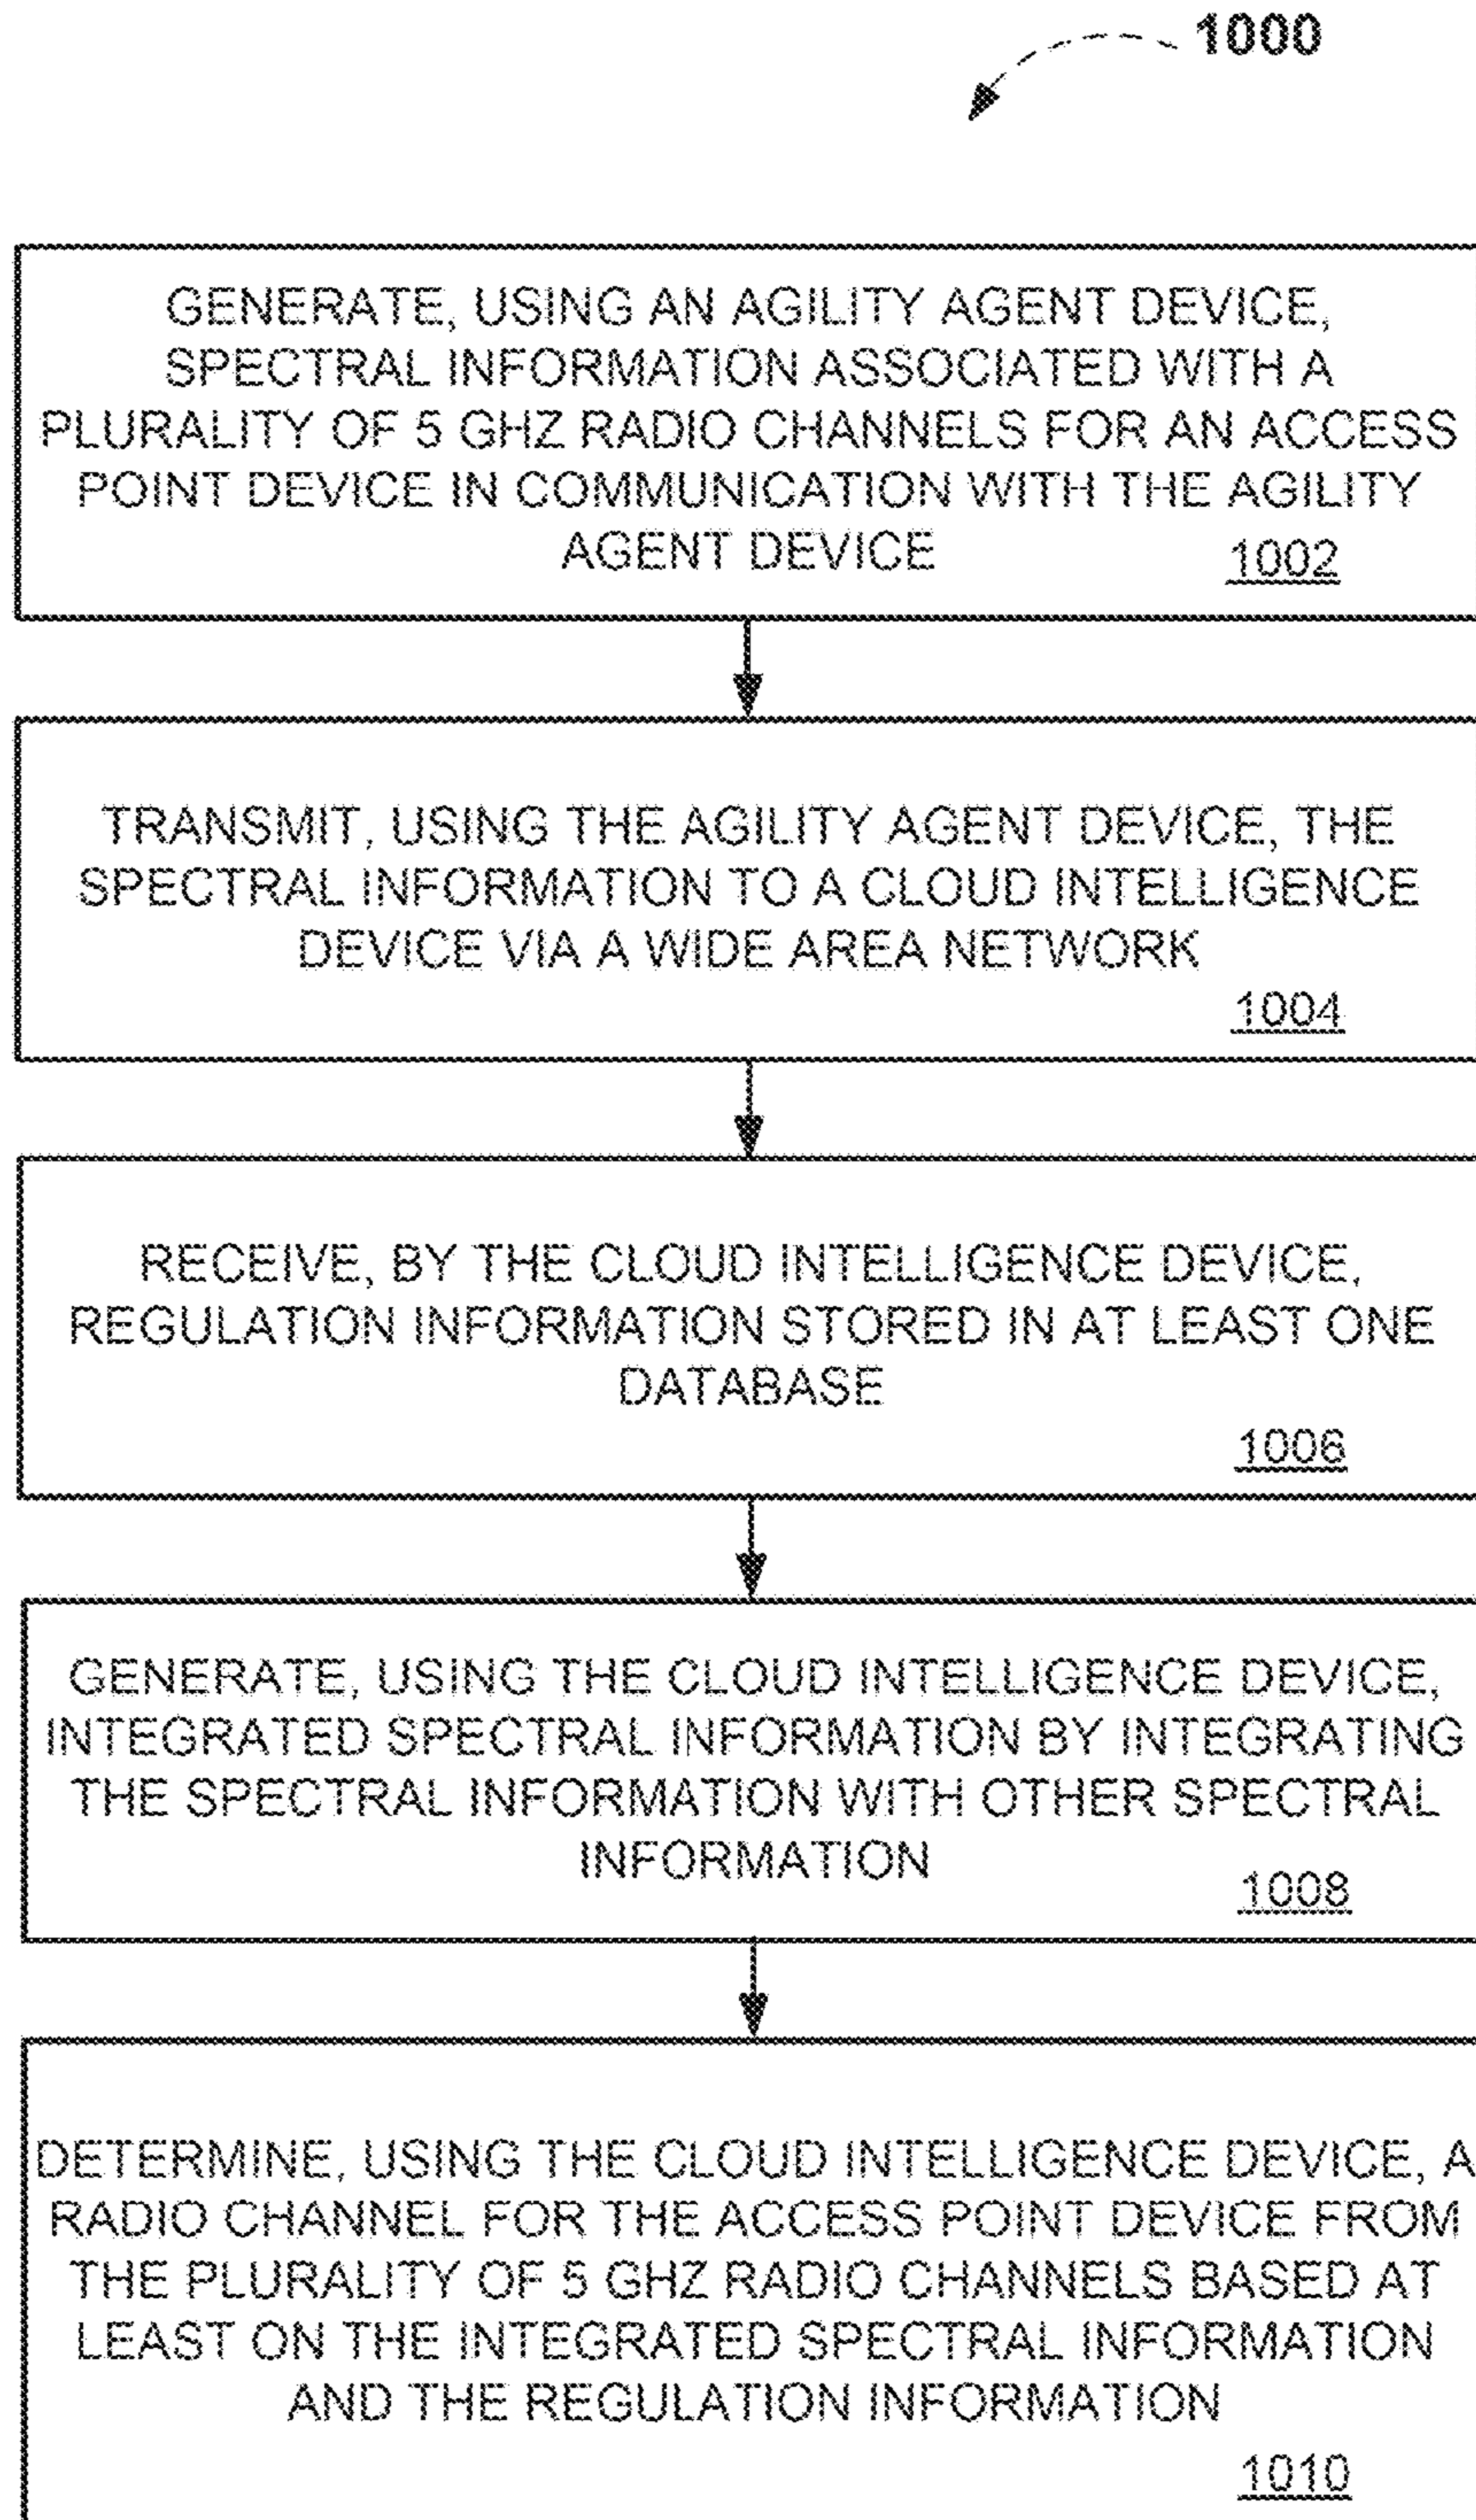 1000
GENERATE, USING AN AGILITY AGENT DEVICE,
SPECTRAL INFORMATION ASSOCIATED WITH A
PLURALITY OF 5 GHZ RADIO CHANNELS FOR AN ACCESS
POINT DEVICE IN COMMUNICATION WITH THE AGILITY
AGENT DEVICE
1002
TRANSMIT, USING THE AGILITY AGENT DEVICE, THE
SPECTRAL INFORMATION TO A CLOUD INTELLIGENCE
DEVICE VIA A WIDE AREA NETWORK
1004
RECEIVE, BY THE CLOUD INTELLIGENCE DEVICE,
REGULATION INFORMATION STORED IN AT LEAST ONE
DATABASE
1006
GENERATE, USING THE CLOUD INTELLIGENCE DEVICE,
INTEGRATED SPECTRAL INFORMATION BY INTEGRATING
THE SPECTRAL INFORMATION WITH OTHER SPECTRAL
INFORMATION
1008
DETERMINE, USING THE CLOUD INTELLIGENCE DEVICE, A
RADIO CHANNEL FOR THE ACCESS POINT DEVICE FROM
THE PLURALITY OF 5 GHZ RADIO CHANNELS BASED AT
LEAST ON THE INTEGRATED SPECTRAL INFORMATION
AND THE REGULATION INFORMATION
1010